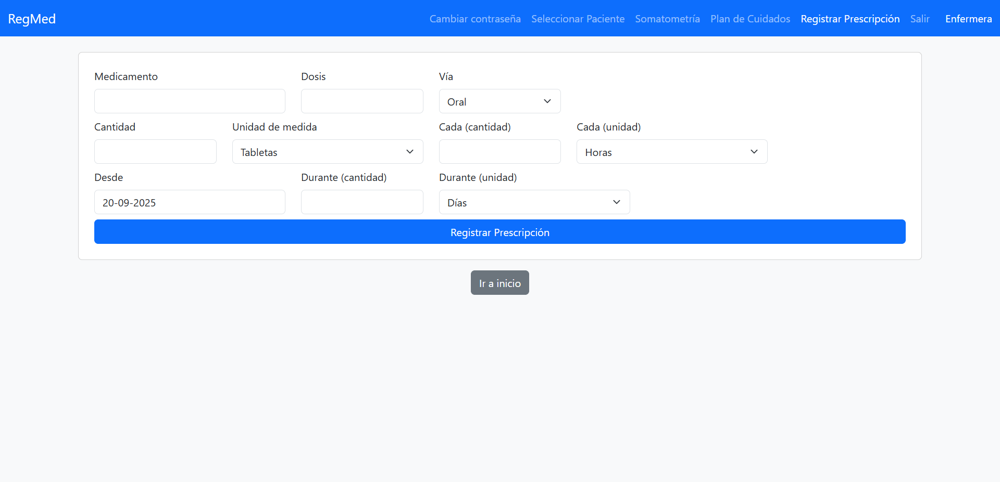 RegMed Cambiar contraseña Seleccionar Paciente Somatometría Plan de Cuidados Registrar Prescripción Salir Enfermera
Medicamento Dosis Vía
Oral
Cantidad Unidad de medida Cada (cantidad) Cada (unidad)
Tabletas Horas
Desde Durante (cantidad) Durante (unidad)
20-09-2025 Días
Registrar Prescripción
Ir a inicio